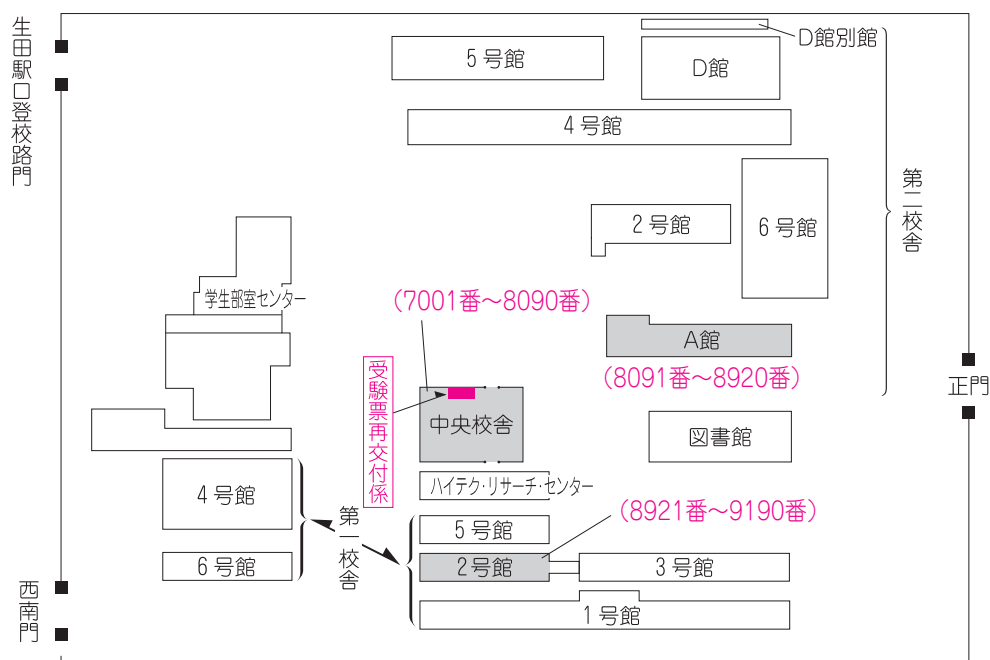 生田駅口登校路門
D館別館
5号館
D館
4号館
第二校舎
2号館
6号館
学生部室センター
(7001番～8090番)
A館
(8091番～8920番)
正門
受験票再交付係
中央校舎
図書館
ハイテク・リサーチ・センター
4号館
(8921番～9190番)
第一校舎
5号館
6号館
2号館
3号館
西南門
1号館